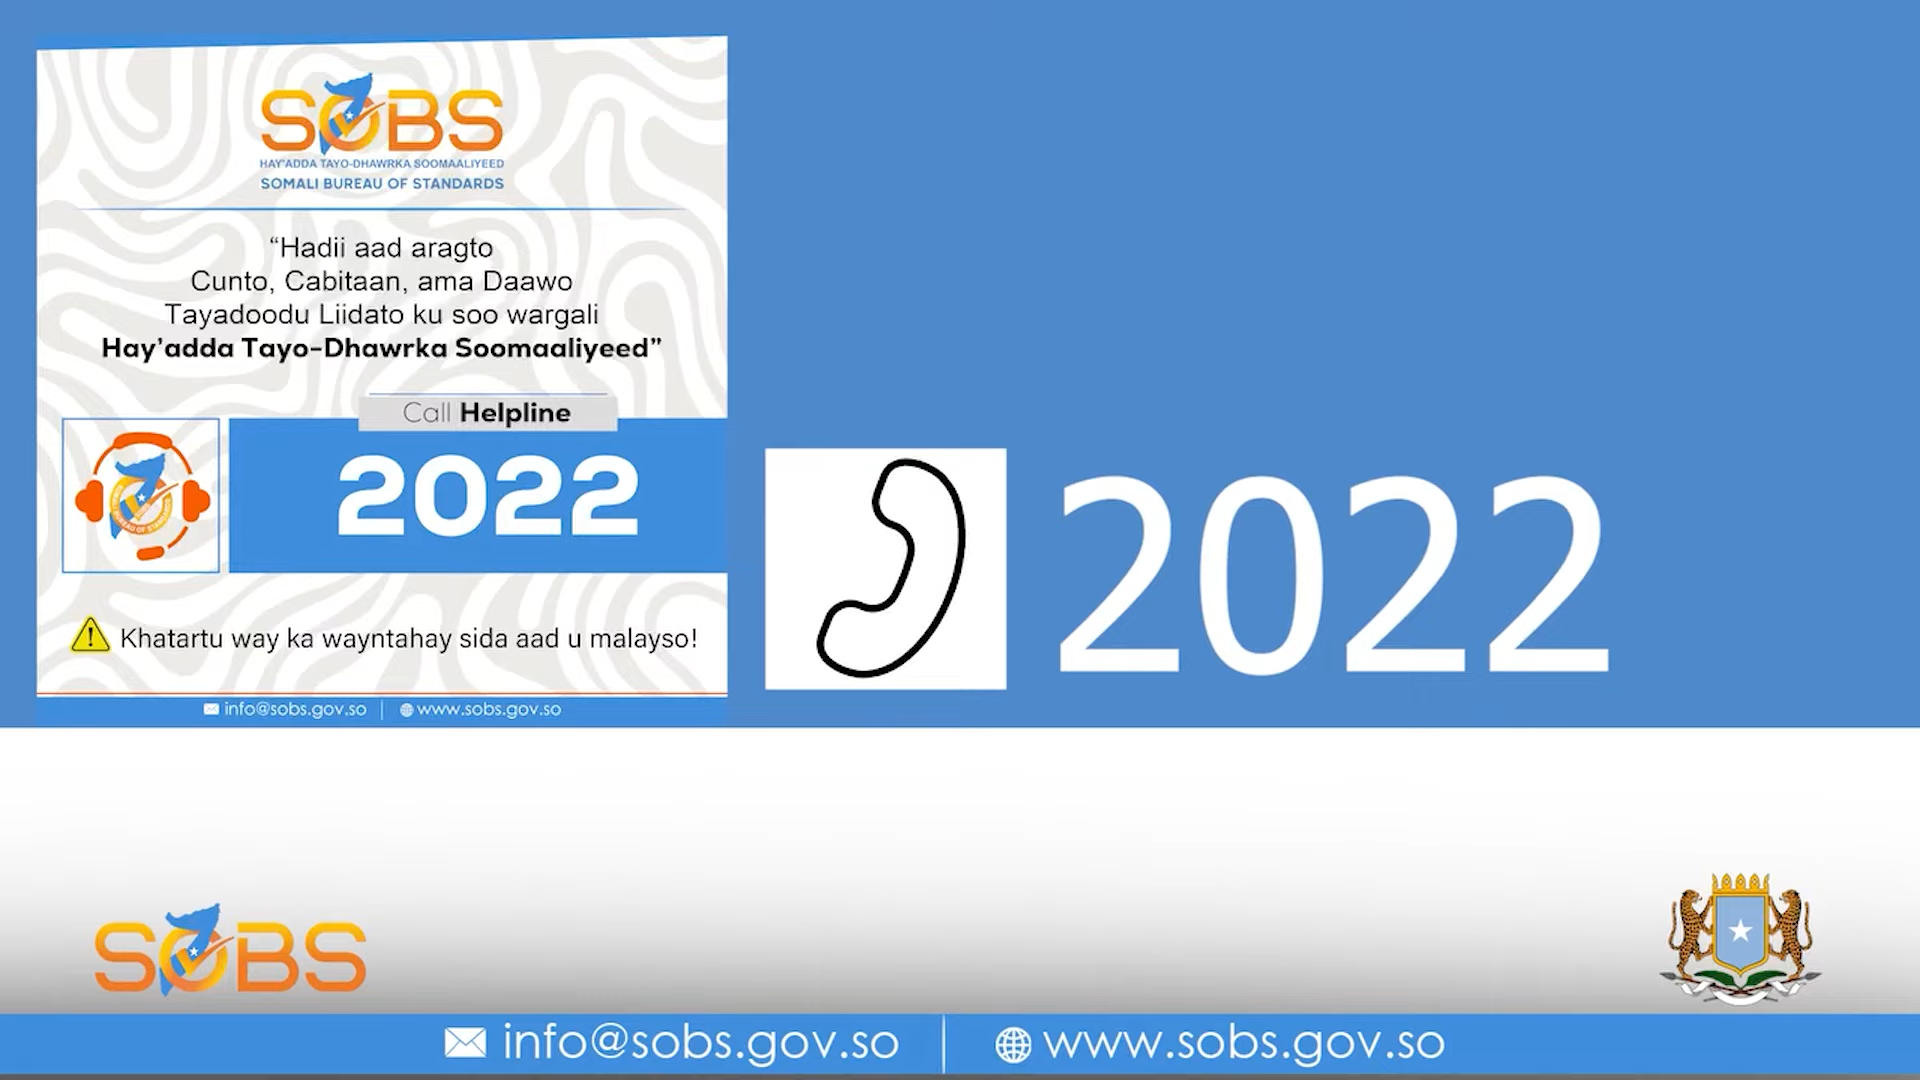 SOBS
HAY'ADDA TAYO-DHAWRKA SOOMAALIYEED
SOMALI BUREAU OF STANDARDS
“Hadii aad aragto
Cunto, Cabitaan, ama Daawo
Tayadoodu Liidato ku soo wargali
Hay’adda Tayo-Dhawrka Soomaaliyeed”
Call Helpline
2022
Khatartu way ka wayntahay sida aad u malayso!
info@sobs.gov.so
www.sobs.gov.so
2022
SOBS
info@sobs.gov.so
www.sobs.gov.so